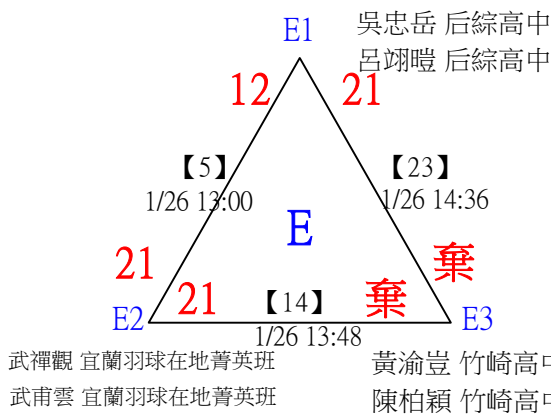 E1
吳忠岳 后綜高中
呂翊暟 后綜高中
12
21
【5】
1/26 13:00
【23】
1/26 14:36
E
21
棄
21
【14】
棄
E2
1/26 13:48
E3
武禪觀 宜蘭羽球在地菁英班
武甫雲 宜蘭羽球在地菁英班
黃渝豈 竹崎高中
陳柏穎 竹崎高中